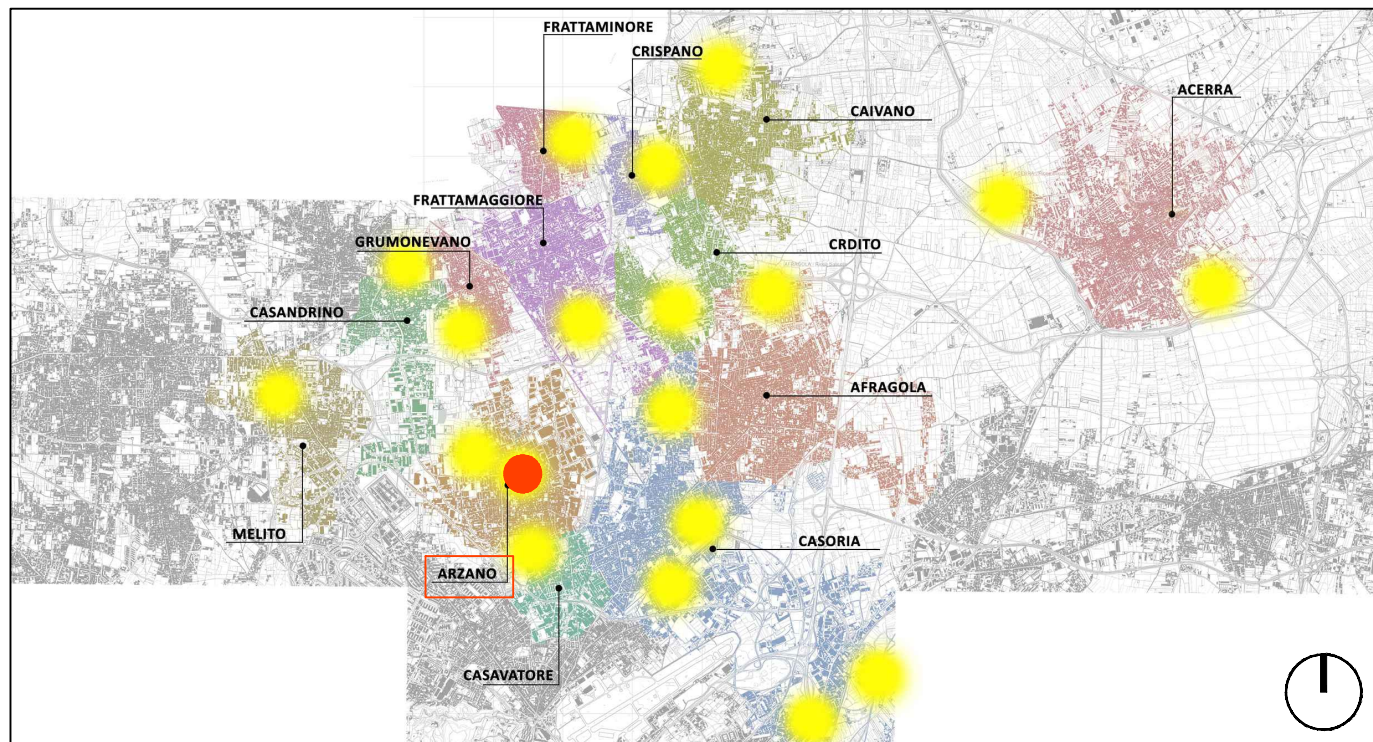 FRATTAMINORE
CRISPANO
ACERRA
CAIVANO
FRATTAMAGGIORE
GRUMONEVANO
CRDITO
CASANDRINO
AFRAGOLA
MELITO
CASORIA
ARZANO
CASAVATORE